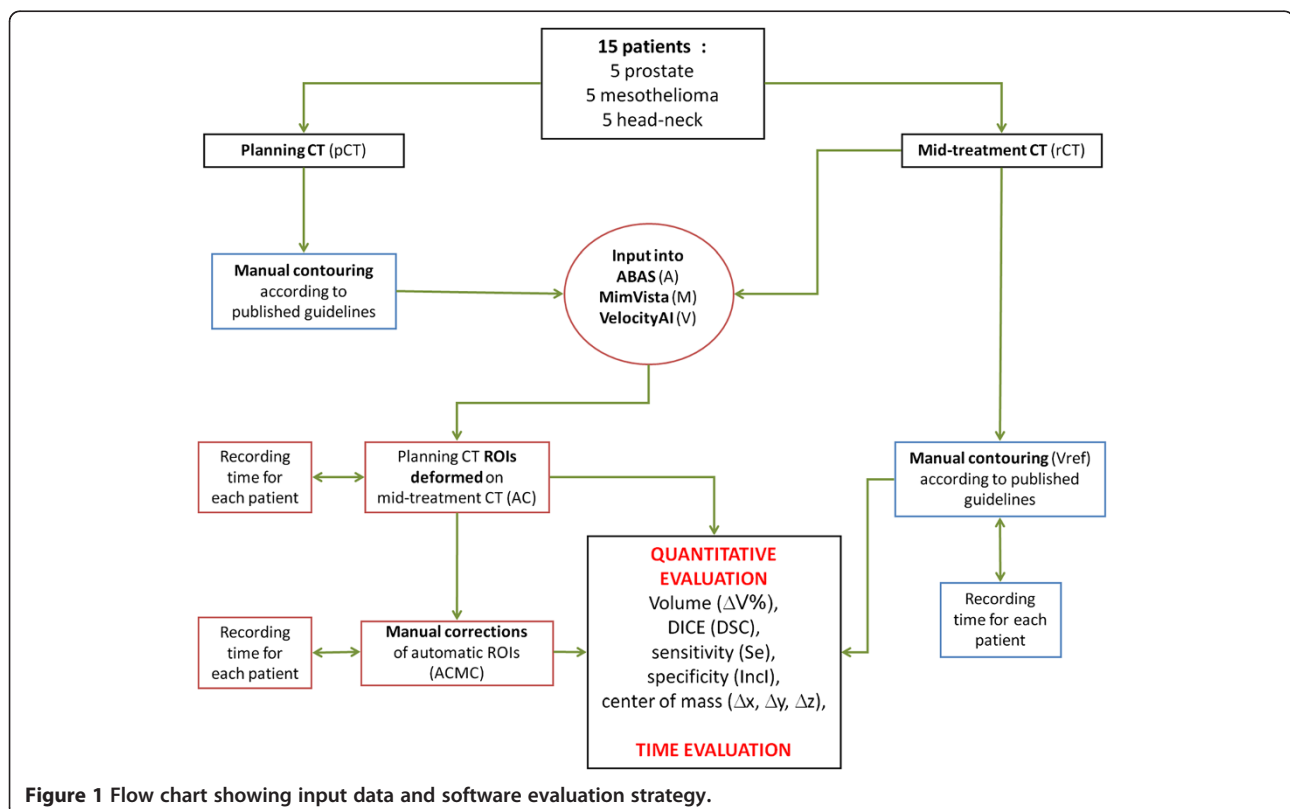 15 patients :
5 prostate
5 mesothelioma
5 head-neck
Planning CT (pCT)
Mid-treatment CT (rCT)
Manual contouring
according to
published guidelines
Input into
ABAS (A)
MimVista (M)
VelocityAI (V)
Recording
time for
each patient
Planning CT ROIs
deformed on
mid-treatment CT (AC)
Manual contouring (Vref)
according to published
guidelines
Recording
time for each
patient
Recording
time for
each patient
Manual corrections
of automatic ROIs
(ACMC)
QUANTITATIVE
EVALUATION
Volume (ΔV%),
DICE (DSC),
sensitivity (Se),
specificity (IncI),
center of mass (Δx, Δy, Δz),
TIME EVALUATION
Figure 1 Flow chart showing input data and software evaluation strategy.